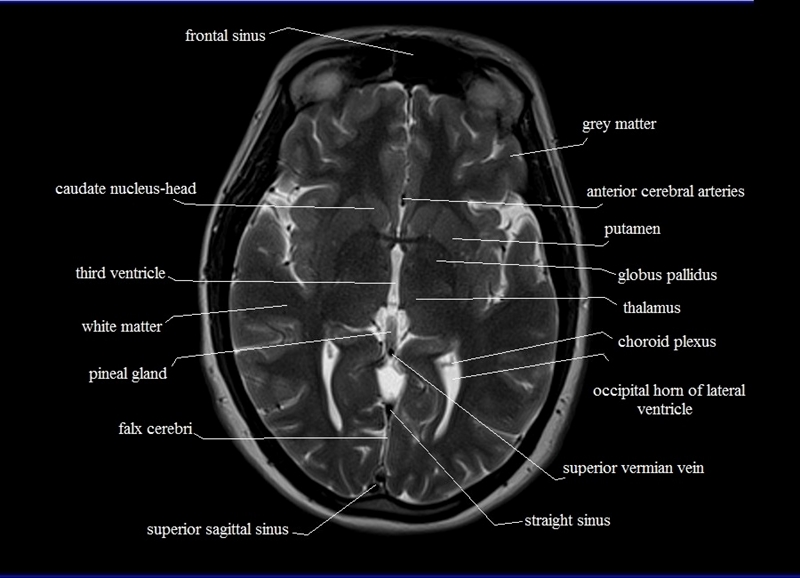 frontal sinus
grey matter
caudate nucleus-head
anterior cerebral arteries
putamen
third ventricle
globus pallidus
thalamus
white matter
choroid plexus
pineal gland
occipital horn of lateral
ventricle
falx cerebri
superior vermian vein
straight sinus
superior sagittal sinus